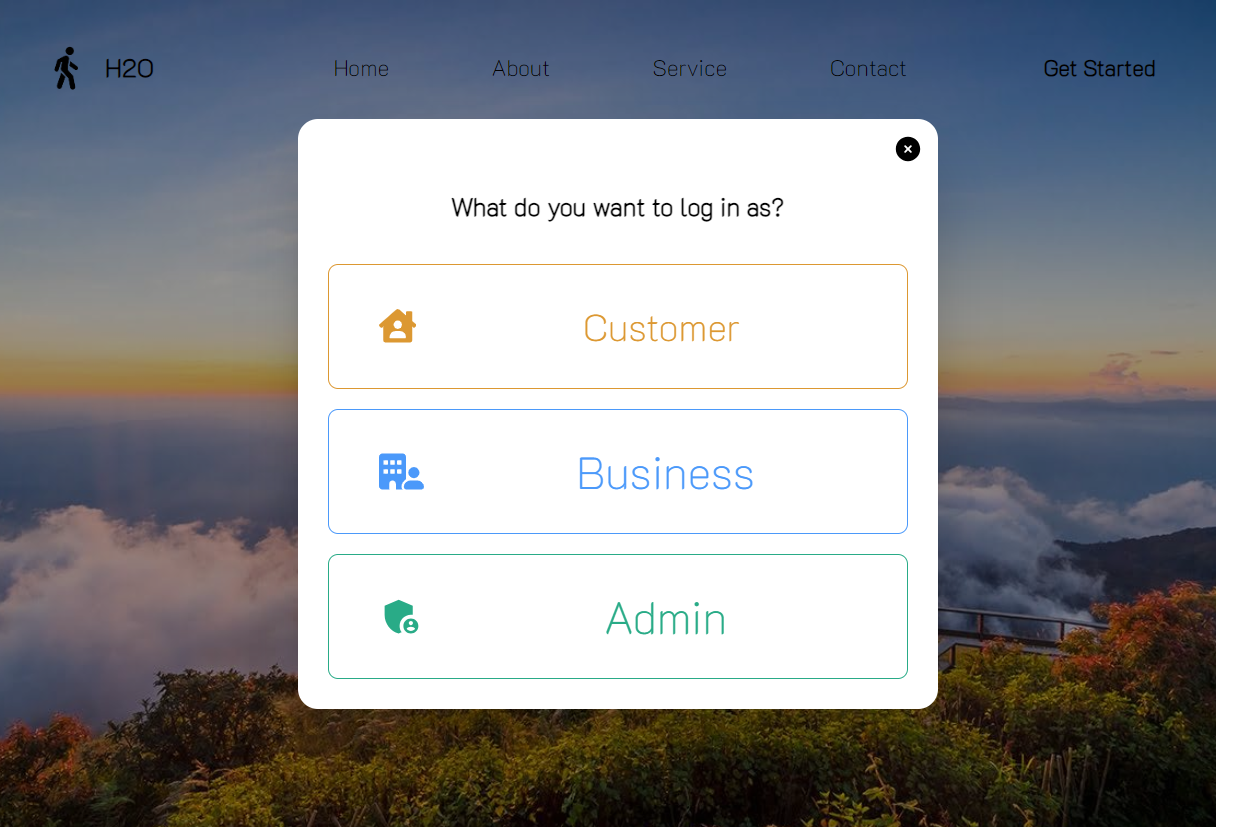 H2O
Home
About
Service
Contact
Get Started
What do you want to log in as?
Customer
Business
Admin